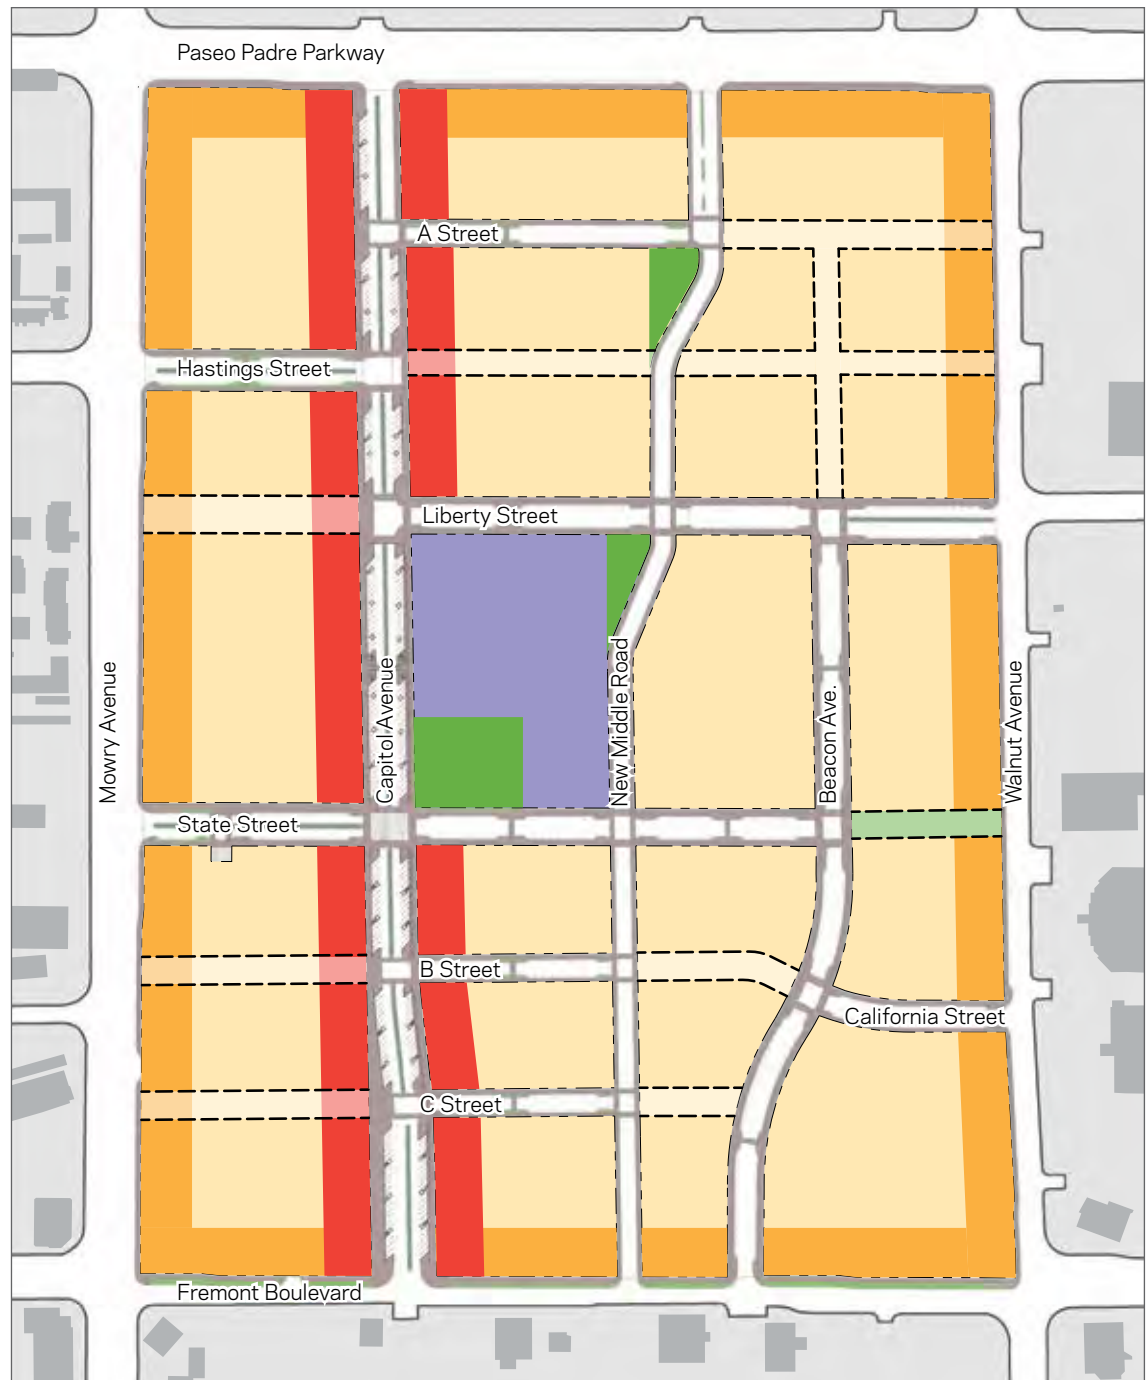 Paseo Padre Parkway
A Street
Hastings Street
Liberty Street
Mowry Avenue
Capitol Avenue
New Middle Road
Beacon Ave.
Walnut Avenue
State Street
B Street
California Street
C Street
Fremont Boulevard